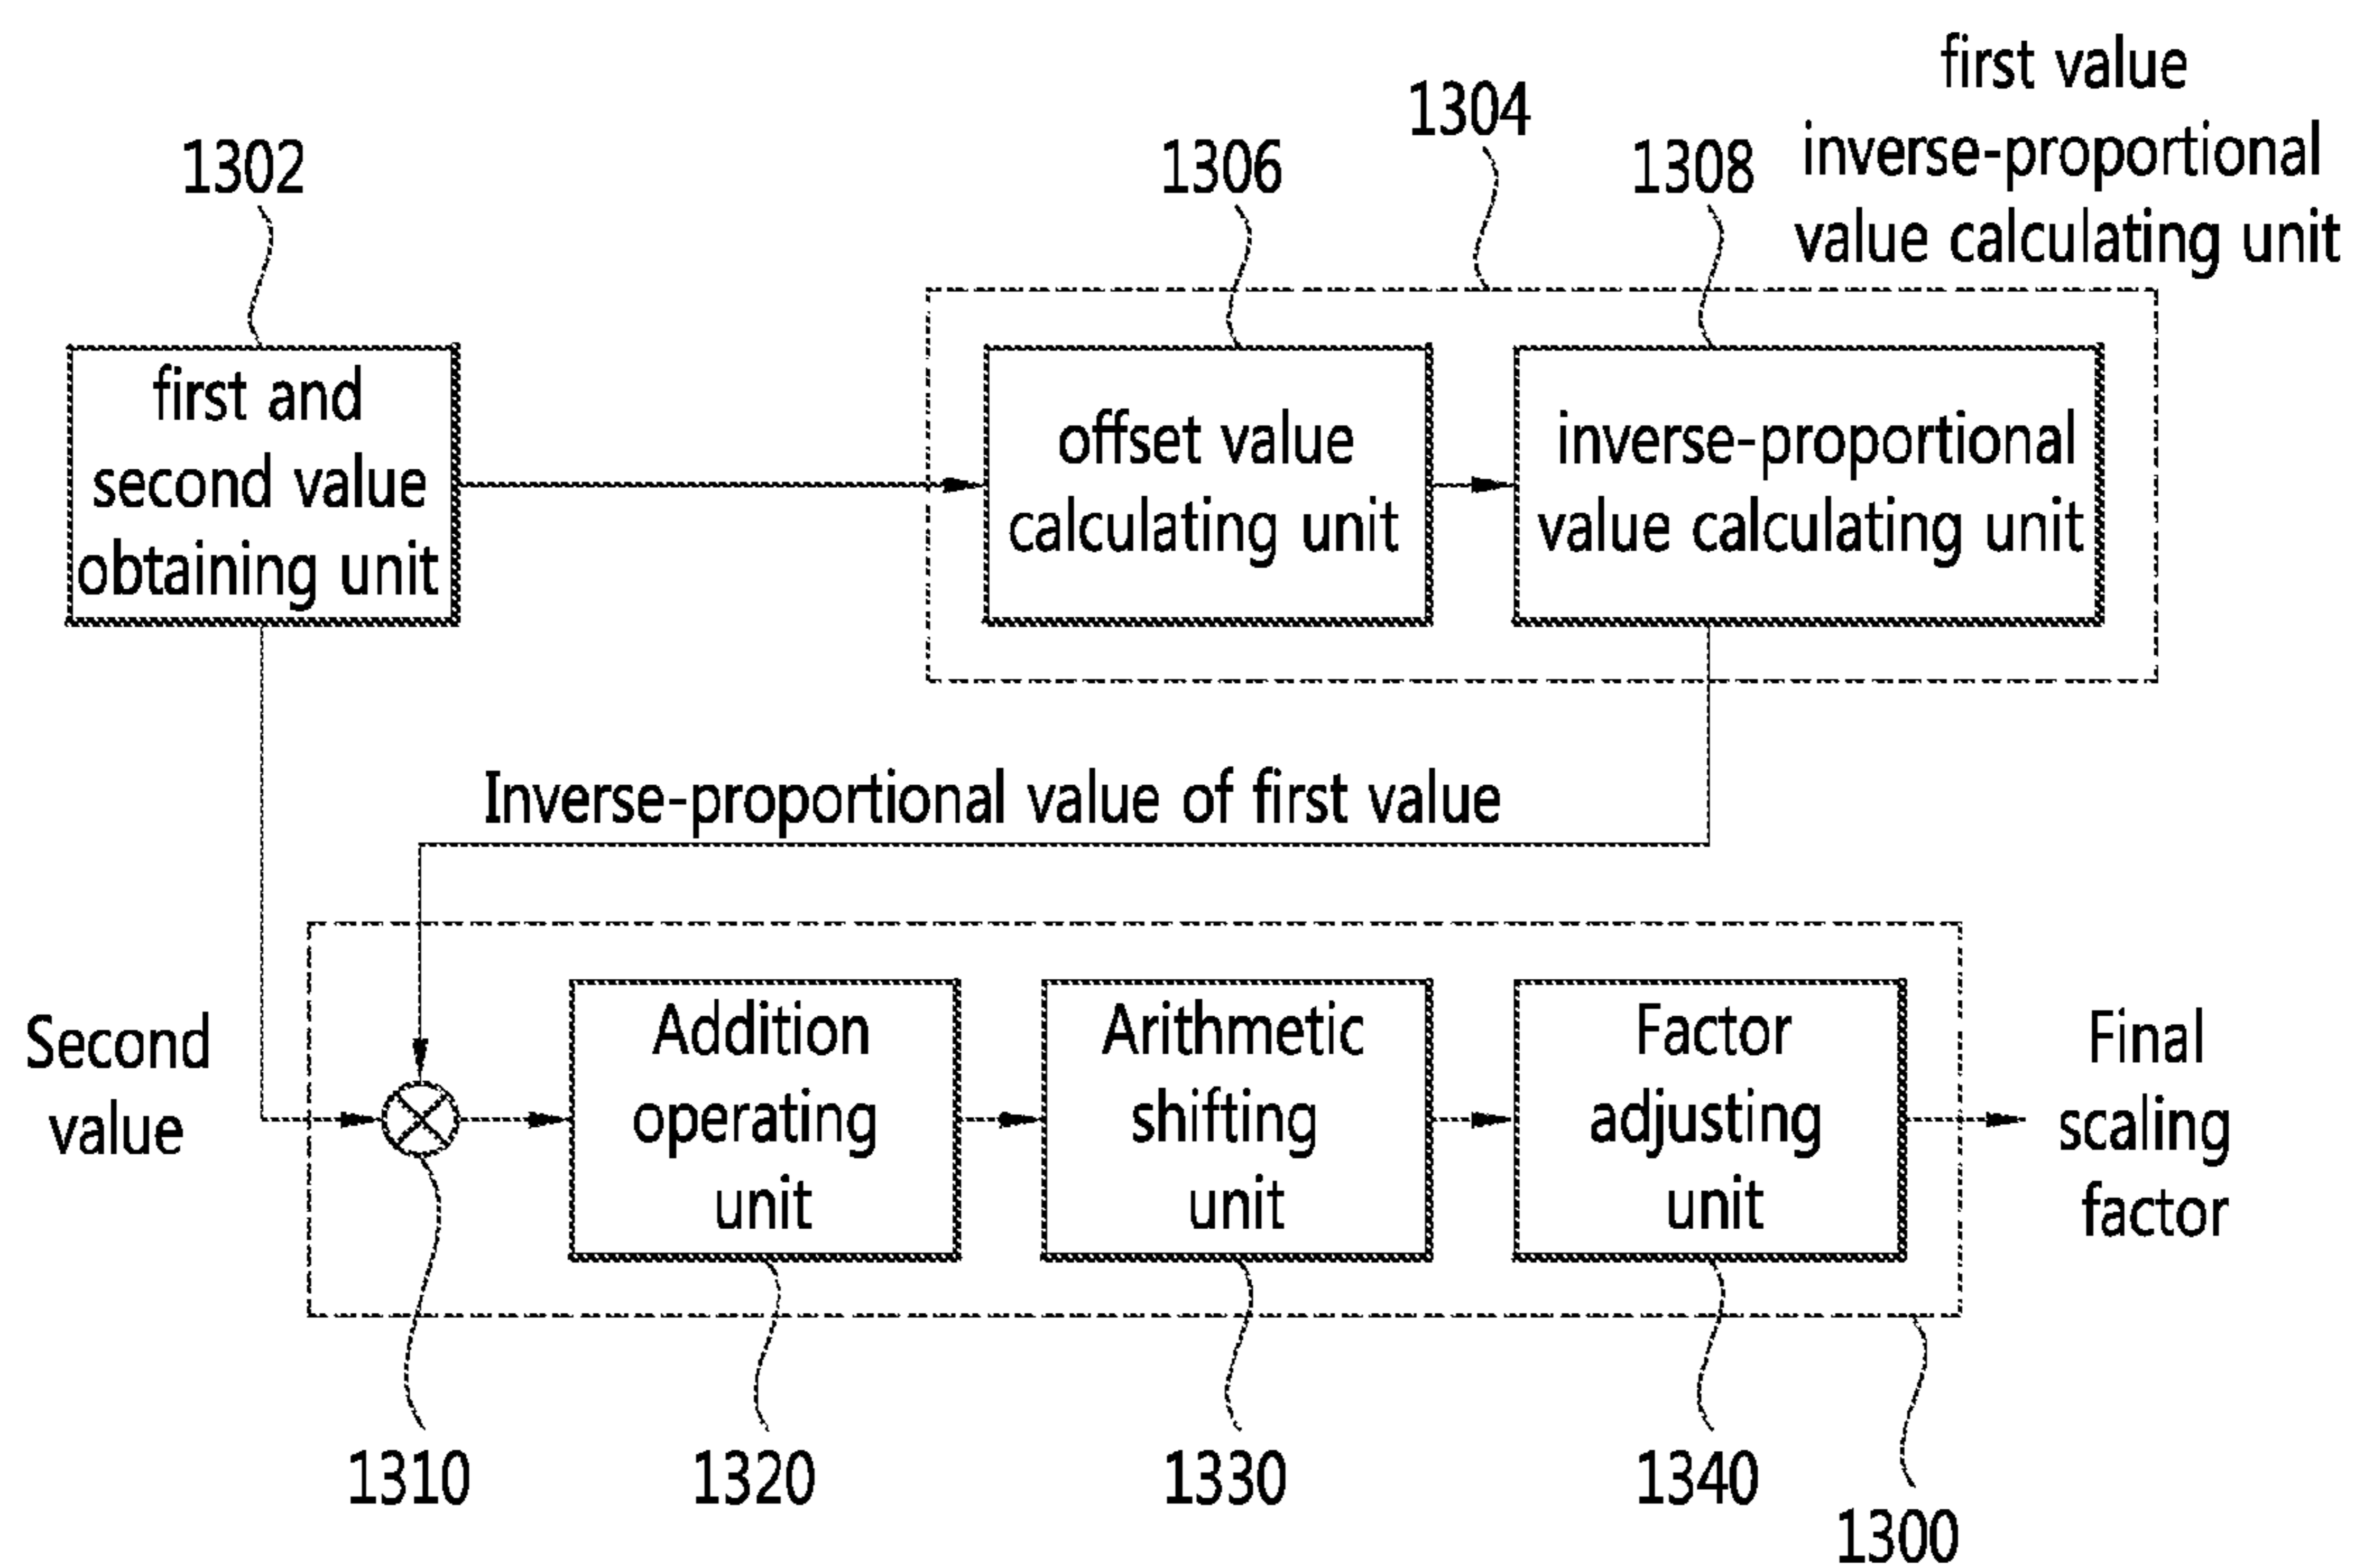 first value
1304
1302
1306
1308
inverse-proportional
value calculating unit
first and
second value
obtaining unit
offset value
calculating unit
inverse-proportional
value calculating unit
Inverse-proportional value of first value
Second
value
Addition
operating
unit
Arithmetic
shifting
unit
Factor
adjusting
unit
Final
scaling
factor
1310
1320
1330
1340
1300